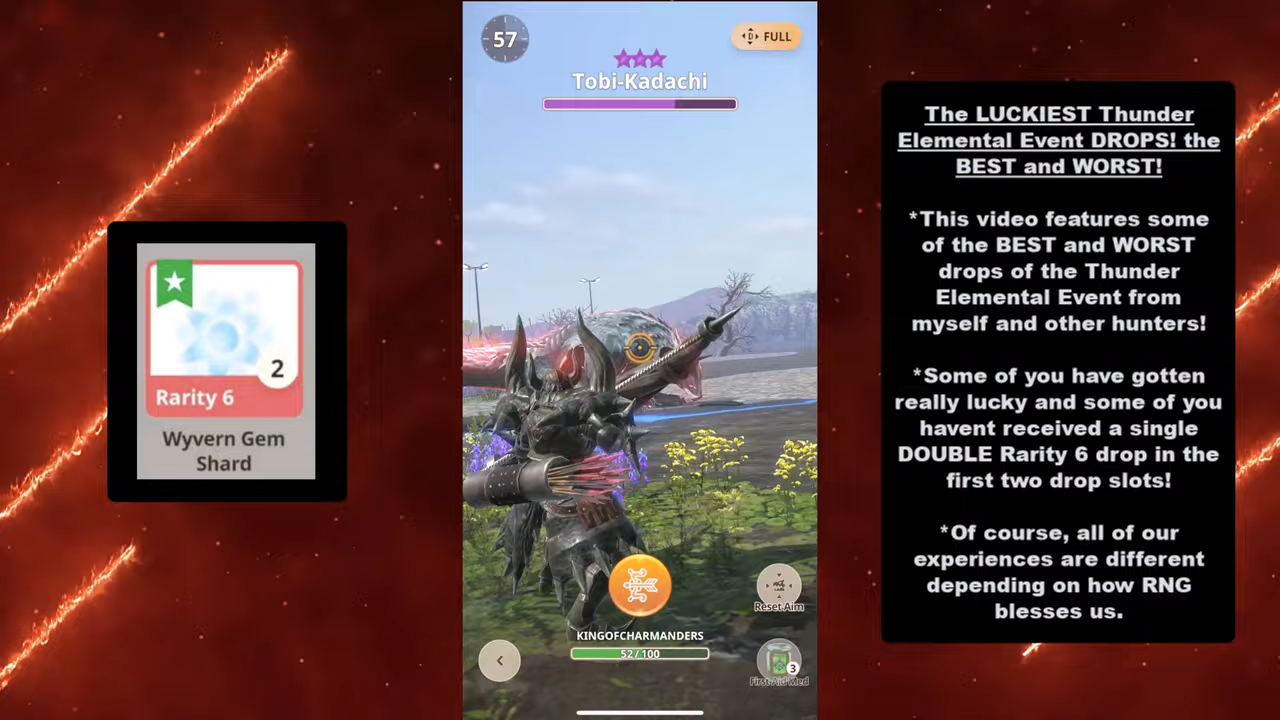 2
Rarity 6
Wyvern Gem
Shard
57
FULL
Tobi-Kadachi
Reset Aim
KINGOFCHARMANDERS
52/100
3
First-Aid Med
The LUCKIEST Thunder
Elemental Event DROPS! the
BEST and WORST!
*This video features some
of the BEST and WORST
drops of the Thunder
Elemental Event from
myself and other hunters!
*Some of you have gotten
really lucky and some of you
havent received a single
DOUBLE Rarity 6 drop in the
first two drop slots!
*Of course, all of our
experiences are different
depending on how RNG
blesses us.